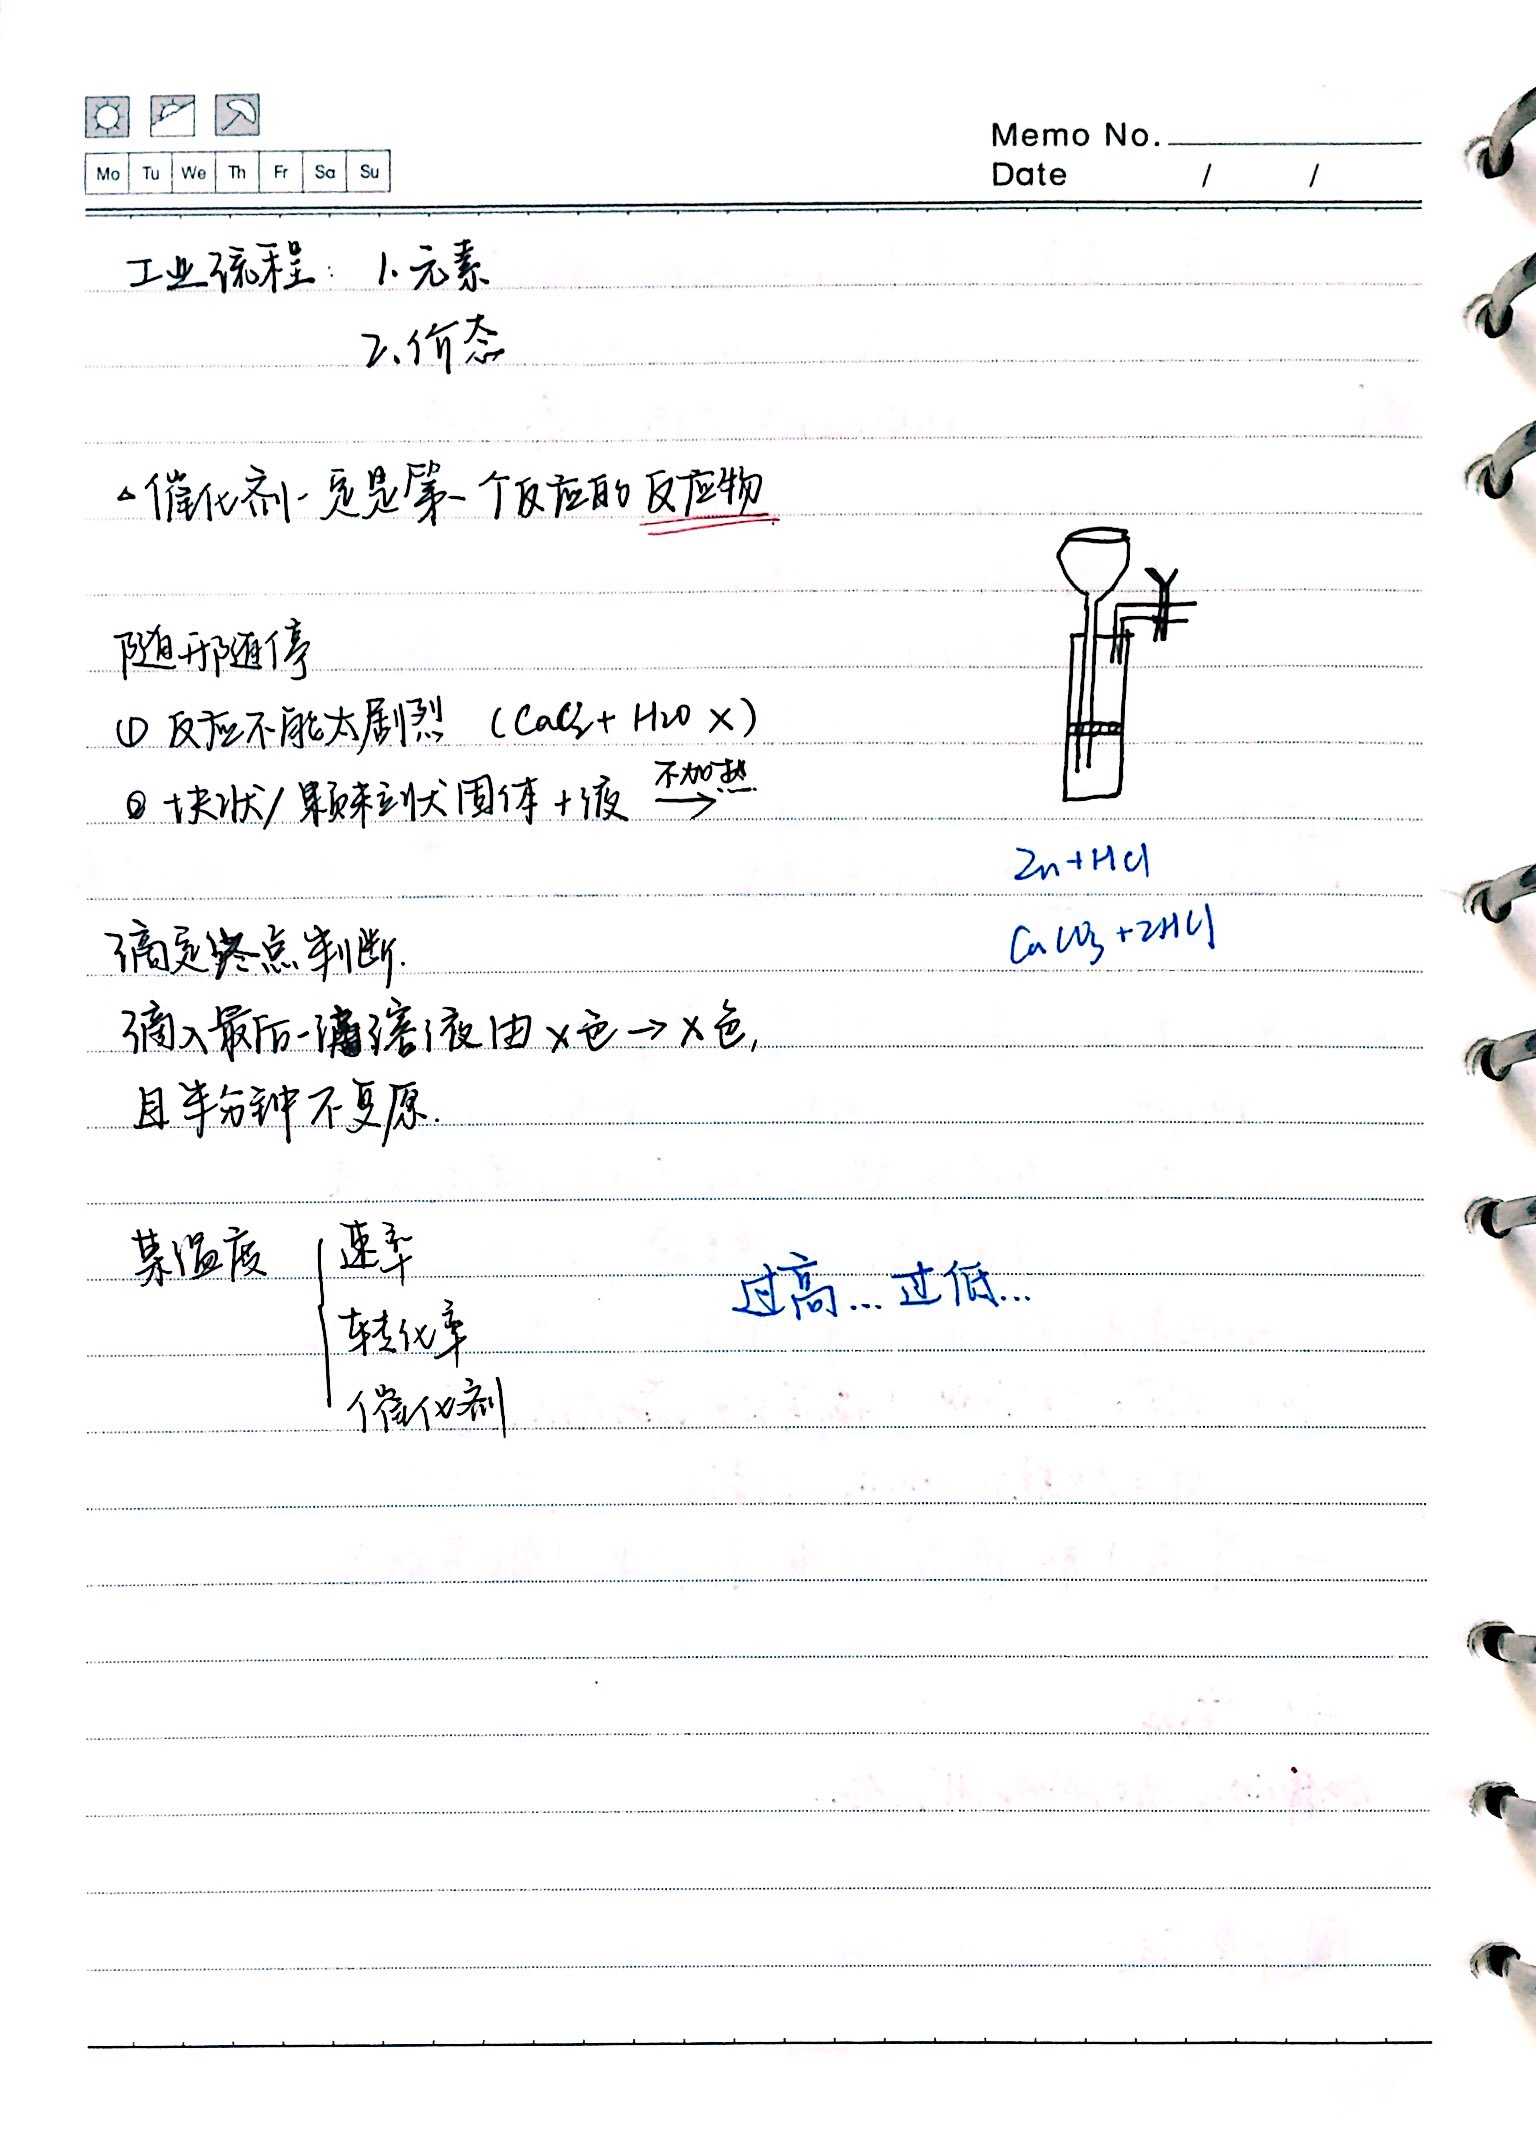 Mo Tu We Th Fr Sa Su
Memo No.
Date / /
工业流程: 1.元素
2.价态
△催化剂一定是第一个反应的反应物
随开随停
① 反应不能太剧烈 (CaC₂+H2O ×)
② 块状/颗粒状固体+液 不加热→
Zn+HCl
CaCO₃+2HCl
滴定终点判断.
滴入最后一滴溶液由×色→×色,
且半分钟不复原.
某温度 速率
转化率
催化剂
过高...过低...